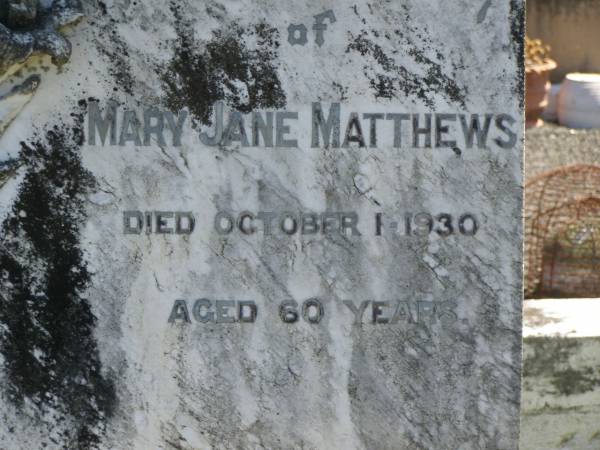 of
MARY JANE MATTHEWS
DIED OCTOBER 1. 1930
AGED 60 YEARS.